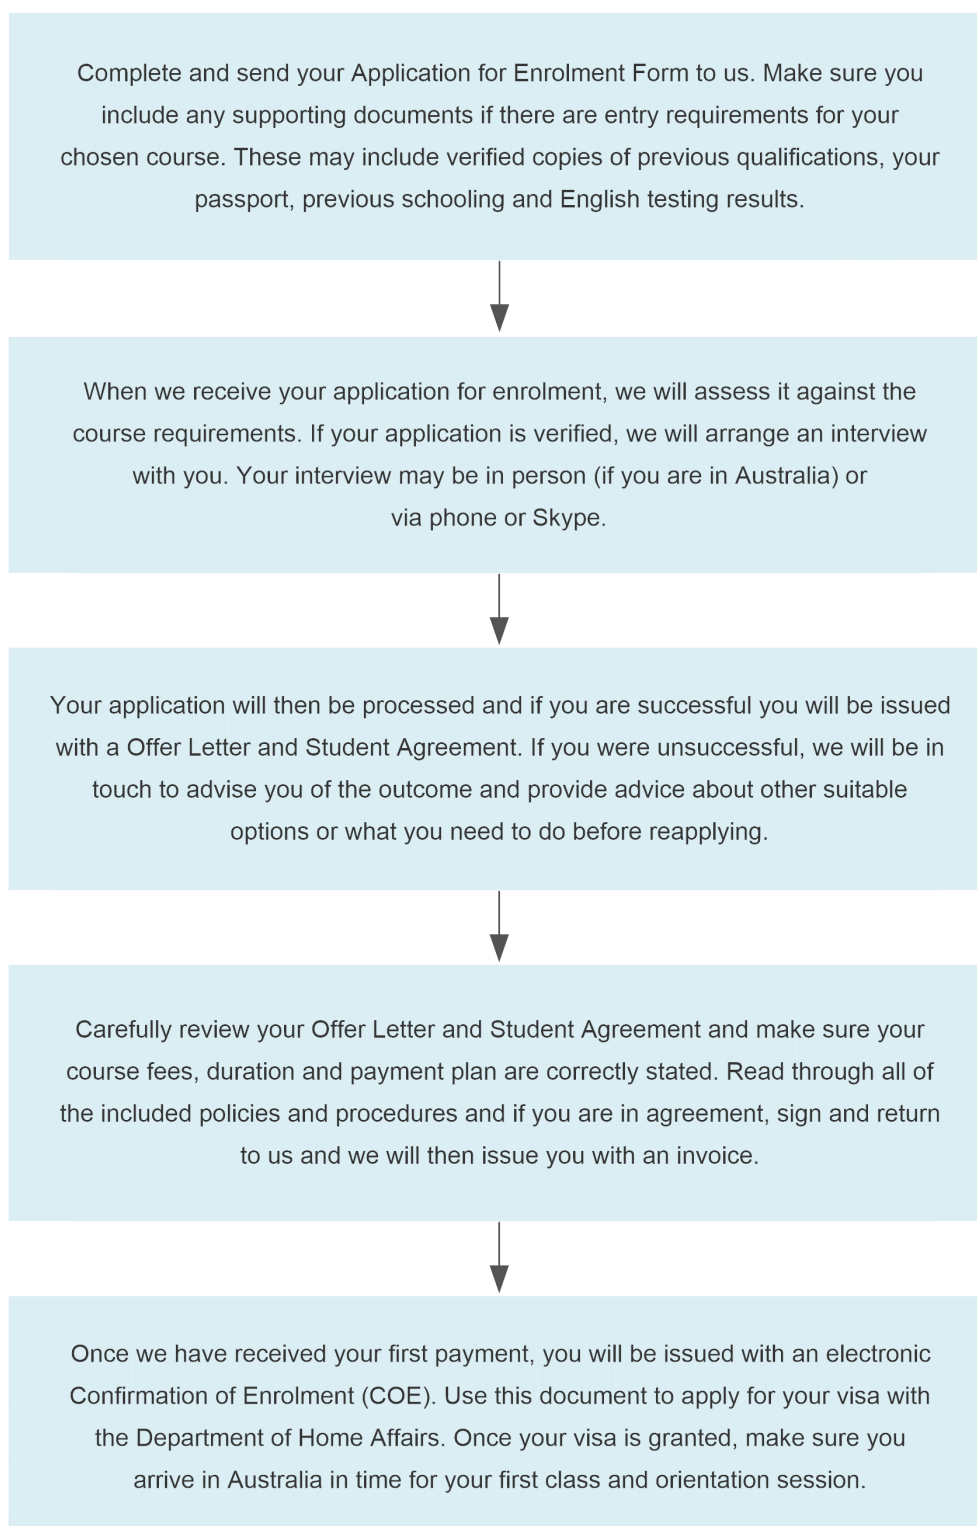 Complete and send your Application for Enrolment Form to us. Make sure you
include any supporting documents if there are entry requirements for your
chosen course. These may include verified copies of previous qualifications, your
passport, previous schooling and English testing results.
When we receive your application for enrolment, we will assess it against the
course requirements. If your application is verified, we will arrange an interview
with you. Your interview may be in person (if you are in Australia) or
via phone or Skype.
Your application will then be processed and if you are successful you will be issued
with a Offer Letter and Student Agreement. If you were unsuccessful, we will be in
touch to advise you of the outcome and provide advice about other suitable
options or what you need to do before reapplying.
Carefully review your Offer Letter and Student Agreement and make sure your
course fees, duration and payment plan are correctly stated. Read through all of
the included policies and procedures and if you are in agreement, sign and return
to us and we will then issue you with an invoice.
Once we have received your first payment, you will be issued with an electronic
Confirmation of Enrolment (COE). Use this document to apply for your visa with
the Department of Home Affairs. Once your visa is granted, make sure you
arrive in Australia in time for your first class and orientation session.